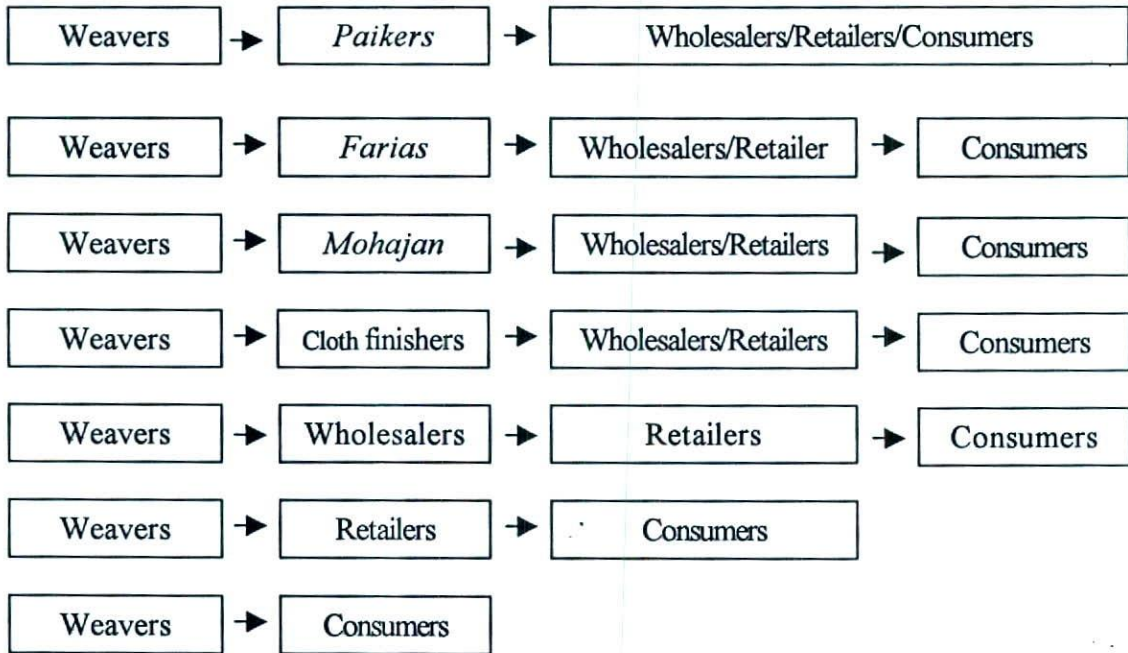 Weavers Paikers Wholesalers/Retailers/Consumers
Weavers Farias Wholesalers/Retailer Consumers
Weavers Mohajan Wholesalers/Retailers Consumers
Weavers Cloth finishers Wholesalers/Retailers Consumers
Weavers Wholesalers Retailers Consumers
Weavers Retailers Consumers
Weavers Consumers